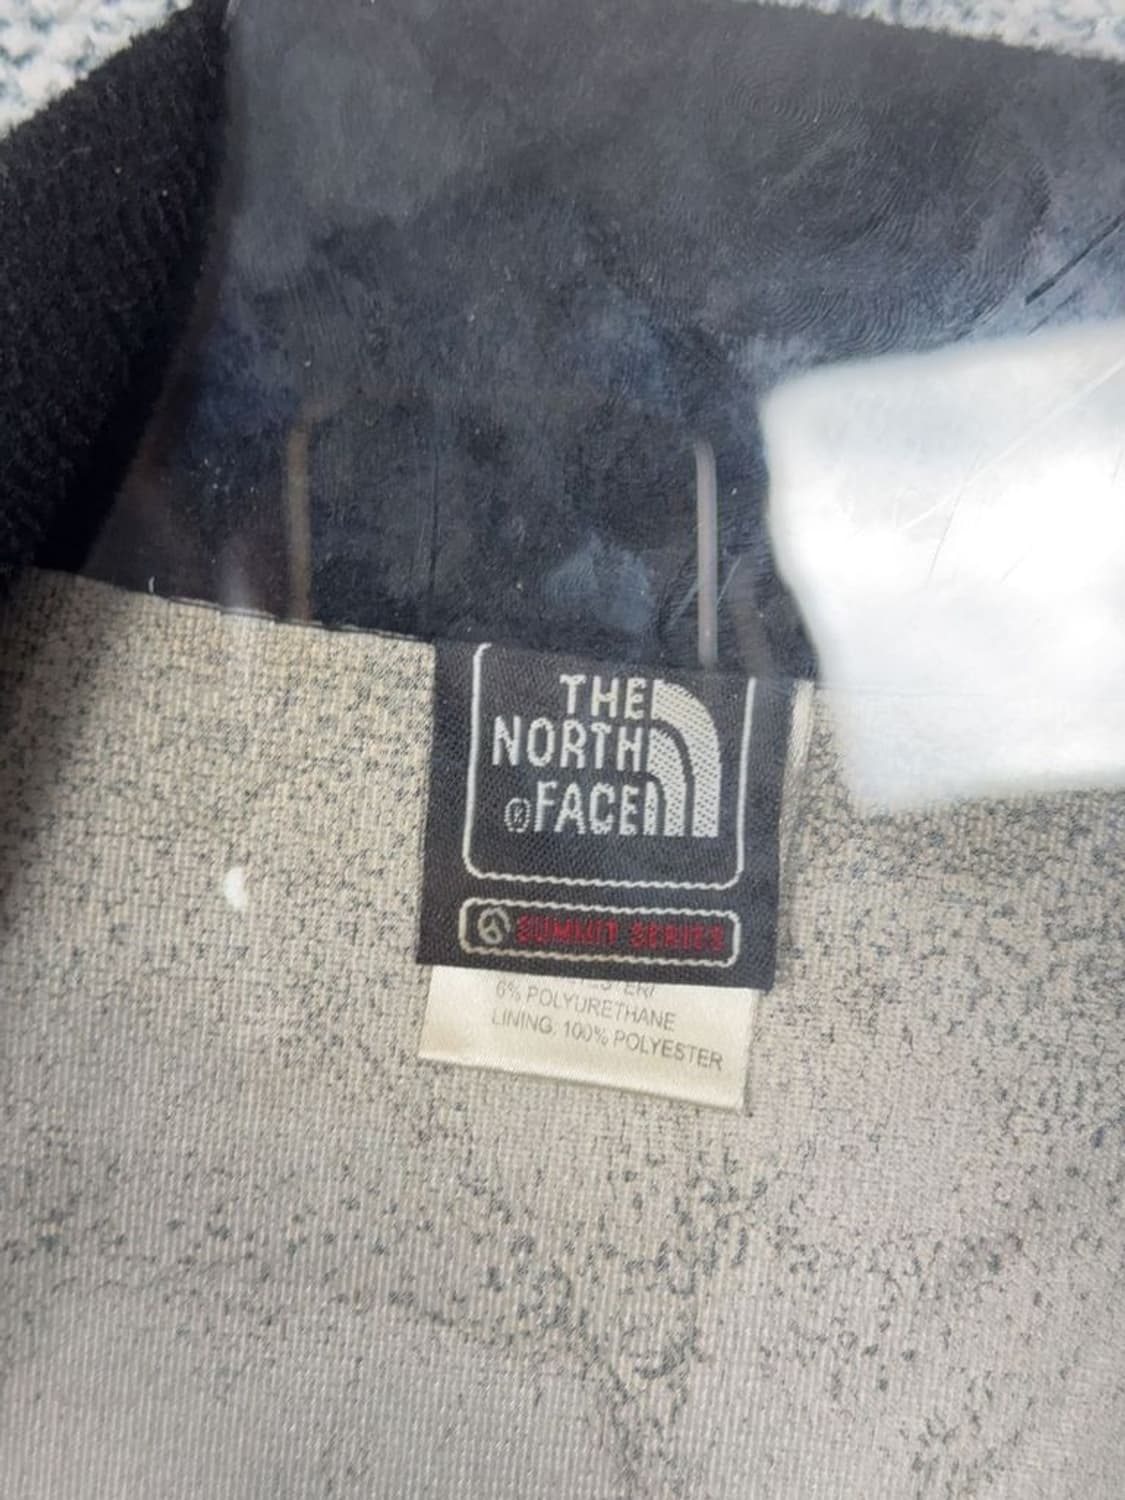 THE
NORTH
®FACE
SUMMIT SERIES
6% POLYURETHANE
LINING: 100% POLYESTER